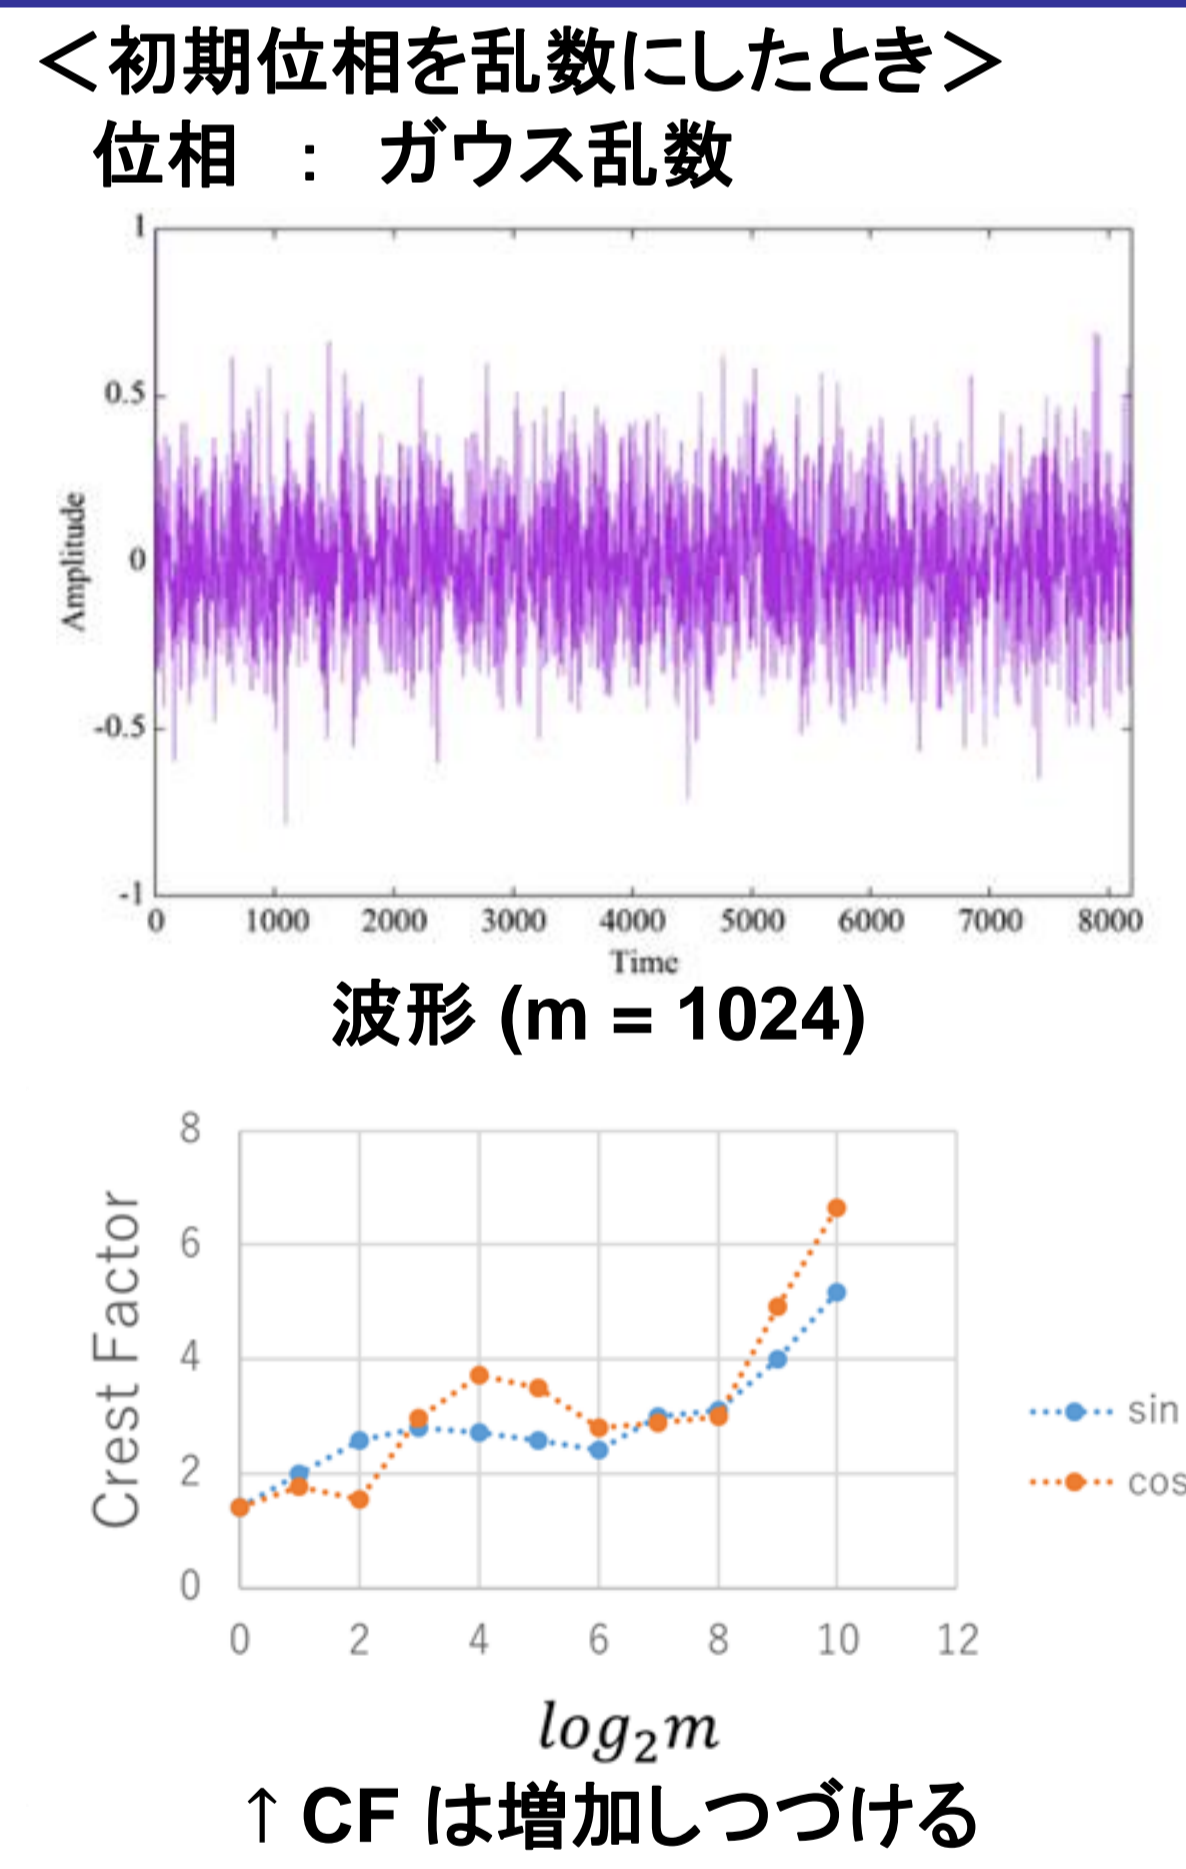 ＜初期位相を乱数にしたとき＞
位相 ： ガウス乱数
1
0.5
0
-0.5
-1
Amplitude
0 1000 2000 3000 4000 5000 6000 7000 8000
Time
波形 (m = 1024)
8
6
4
2
0
Crest Factor
sin
cos
0 2 4 6 8 10 12
log₂m
↑ CF は増加しつづける